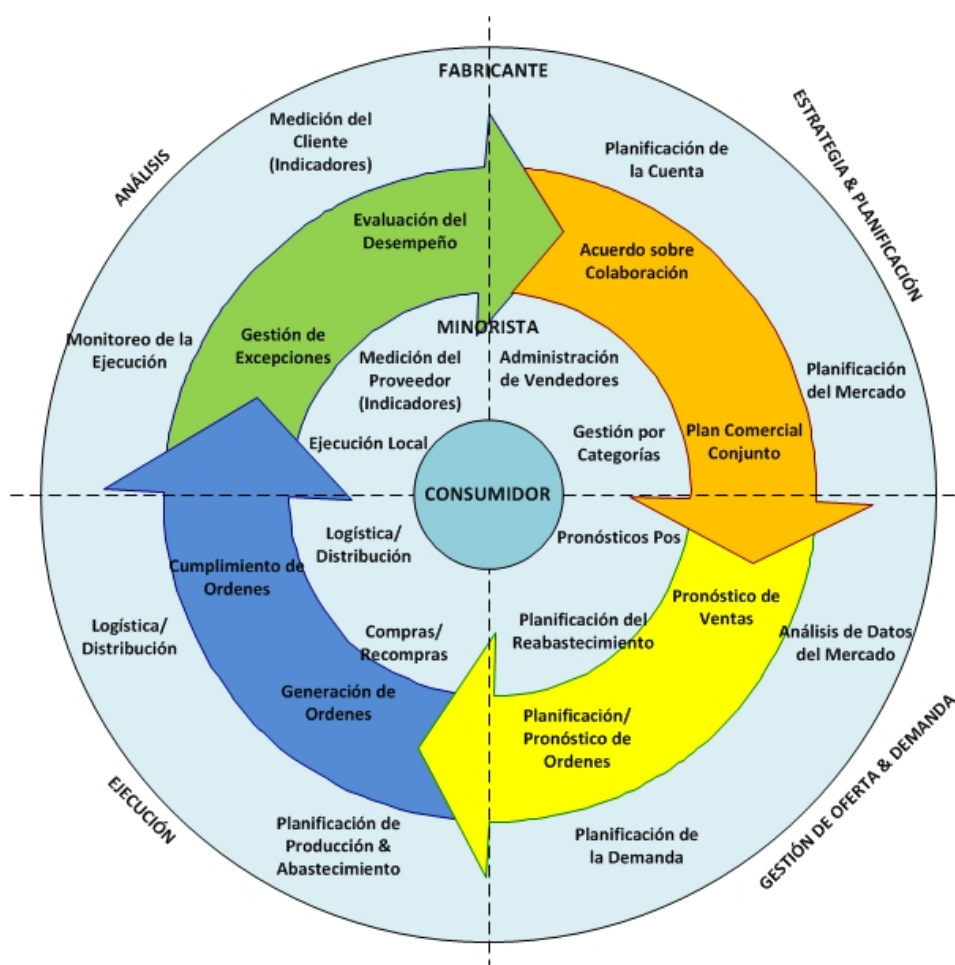 FABRICANTE
ANÁLISIS
Medición del
Cliente
(Indicadores)
Planificación de
la Cuenta
ESTRATEGIA & PLANIFICACIÓN
Evaluación del
Desempeño
Acuerdo sobre
Colaboración
Monitoreo de la
Ejecución
Gestión de
Excepciones
MINORISTA
Medición del
Proveedor
(Indicadores)
Administración
de Vendedores
Planificación
del Mercado
Ejecución Local
Gestión por
Categorías
Plan Comercial
Conjunto
CONSUMIDOR
Logística/
Distribución
Pronósticos Pos
Cumplimiento de
Ordenes
Pronóstico de
Ventas
Logística/
Distribución
Compras/
Recompras
Planificación del
Reabastecimiento
Análisis de Datos
del Mercado
Generación de
Ordenes
Planificación/
Pronóstico de
Ordenes
EJECUCIÓN
Planificación de
Producción &
Abastecimiento
Planificación de
la Demanda
GESTIÓN DE OFERTA & DEMANDA